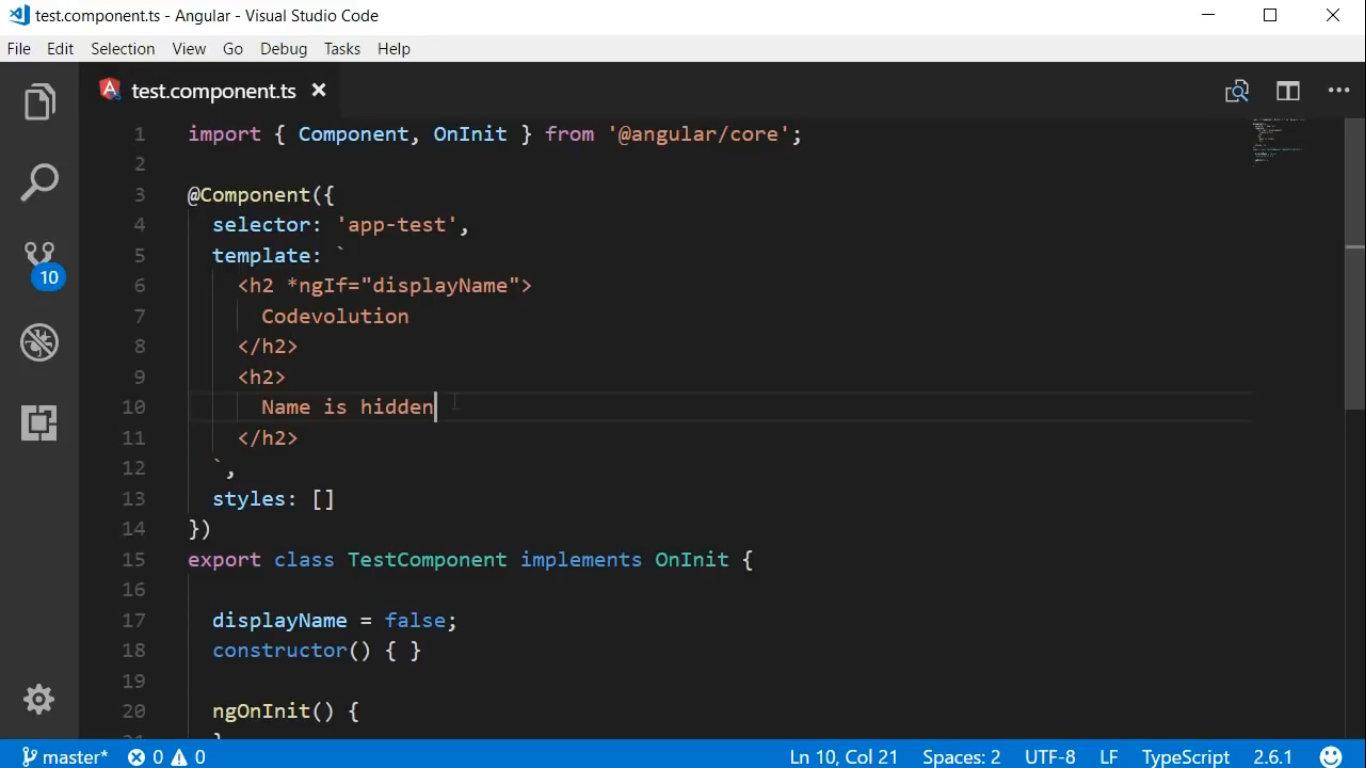 test.component.ts - Angular - Visual Studio Code
File Edit Selection View Go Debug Tasks Help
test.component.ts
1 import { Component, OnInit } from '@angular/core';
2
3 @Component({
4 selector: 'app-test',
5 template: `
6 <h2 *ngIf="displayName">
7 Codevolution
8 </h2>
9 <h2>
10 Name is hidden
11 </h2>
12 `,
13 styles: []
14 })
15 export class TestComponent implements OnInit {
16
17 displayName = false;
18 constructor() { }
19
20 ngOnInit() {
10
master* 0 0 Ln 10, Col 21 Spaces: 2 UTF-8 LF TypeScript 2.6.1